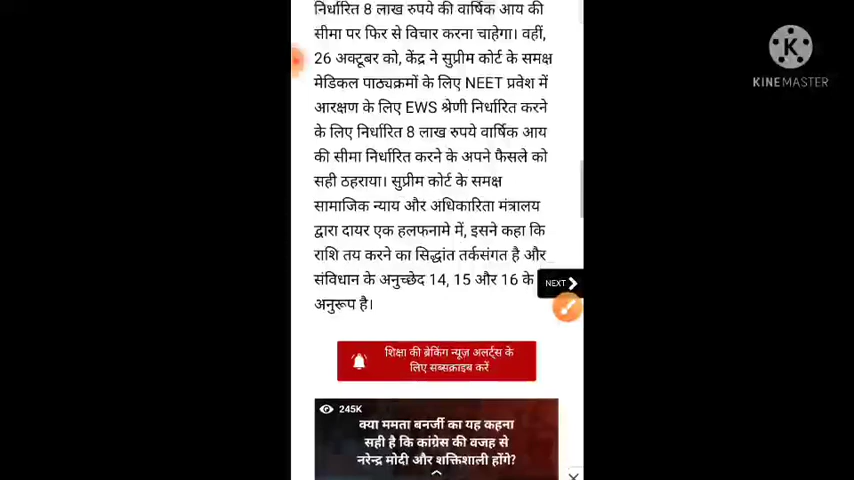 निर्धारित 8 लाख रुपये की वार्षिक आय की
सीमा पर फिर से विचार करना चाहेगा। वहीं,
26 अक्टूबर को, केंद्र ने सुप्रीम कोर्ट के समक्ष
मेडिकल पाठ्यक्रमों के लिए NEET प्रवेश में
आरक्षण के लिए EWS श्रेणी निर्धारित करने
के लिए निर्धारित 8 लाख रुपये वार्षिक आय
की सीमा निर्धारित करने के अपने फैसले को
सही ठहराया। सुप्रीम कोर्ट के समक्ष
सामाजिक न्याय और अधिकारिता मंत्रालय
द्वारा दायर एक हलफनामे में, इसने कहा कि
राशि तय करने का सिद्धांत तर्कसंगत है और
संविधान के अनुच्छेद 14, 15 और 16 के
अनुरूप है।
NEXT
शिक्षा की ब्रेकिंग न्यूज़ अलर्ट्स के
लिए सब्सक्राइब करें
245K
क्या ममता बनर्जी का यह कहना
सही है कि कांग्रेस की वजह से
नरेन्द्र मोदी और शक्तिशाली होंगे?
K
KINEMASTER